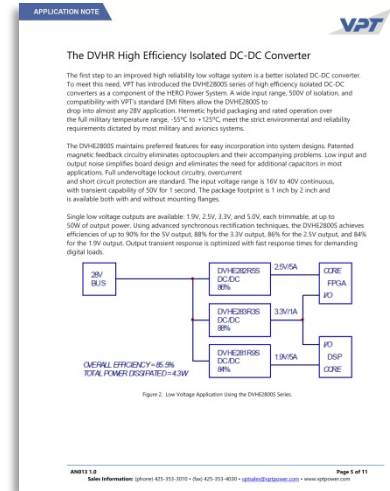 APPLICATION NOTE
VPT
The DVHR High Efficiency Isolated DC-DC Converter
The first step to an improved high reliability low voltage system is a better isolated DC-DC converter.
To meet this need, VPT has introduced the DVHE2800S series of high efficiency isolated DC-DC
converters as a component of the HERO Power System. A wide input range, 500V of isolation, and
compatibility with VPT's standard EMI filters allow the DVHE2800S to
drop into almost any 28V application. Hermetic hybrid packaging and rated operation over
the full military temperature range, -55°C to +125°C, meet the strict environmental and reliability
requirements dictated by most military and avionics systems.
The DVHE2800S maintains preferred features for easy incorporation into system designs. Patented
magnetic feedback circuitry eliminates optocouplers and their accompanying problems. Low input and
output noise simplifies board design and eliminates the need for additional capacitors in most
applications. Full undervoltage lockout circuitry, overcurrent
and short circuit protection are standard. The input voltage range is 16V to 40V continuous,
with transient capability of 50V for 1 second. The package footprint is 1 inch by 2 inch and
is available both with and without mounting flanges.
Single low voltage outputs are available: 1.9V, 2.5V, 3.3V, and 5.0V, each trimmable, at up to
50W of output power. Using advanced synchronous rectification techniques, the DVHE2800S achieves
efficiencies of up to 90% for the 5V output, 88% for the 3.3V output, 86% for the 2.5V output, and 84%
for the 1.9V output. Output transient response is optimized with fast response times for demanding
digital loads.
28V
BUS
DVHE282R5S
DC/DC
86%
2.5V/5A
CORE
FPGA
I/O
DVHE283R3S
DC/DC
88%
3.3V/1A
DVHE281R9S
DC/DC
84%
1.9V/5A
I/O
DSP
CORE
OVERALL EFFICIENCY=85.5%
TOTAL POWER DISSIPATED=4.3W
Figure 2. Low Voltage Application Using the DVHE2800S Series.
AN013 1.0
Page 5 of 11
Sales Information: (phone) 425-353-3010 • (fax) 425-353-4030 • vptsales@vptpower.com • www.vptpower.com